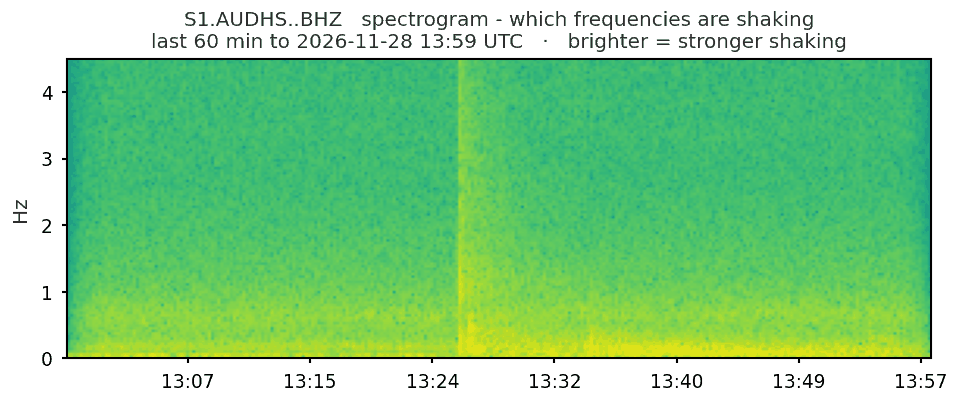 S1.AUDHS..BHZ   spectrogram - which frequencies are shaking
last 60 min to 2026-11-28 13:59 UTC   ·   brighter = stronger shaking
4
3
Hz
2
1
0
13:07 13:15 13:24 13:32 13:40 13:49 13:57